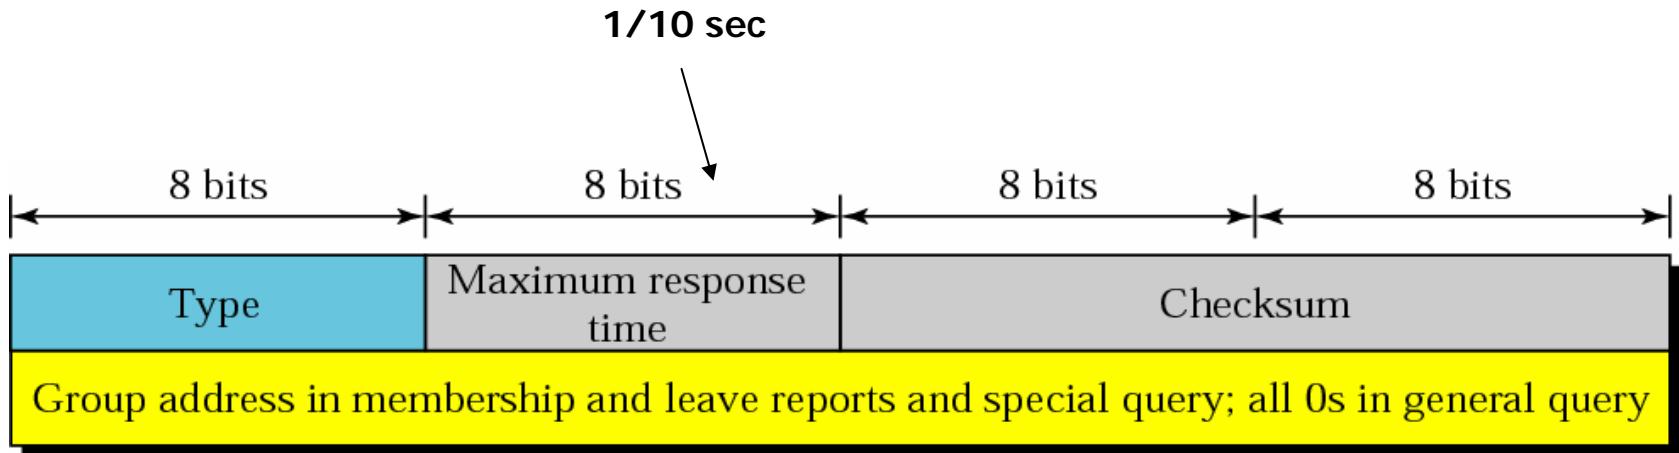 1/10 sec
8 bits 8 bits 8 bits 8 bits
Type Maximum response time Checksum
Group address in membership and leave reports and special query; all 0s in general query